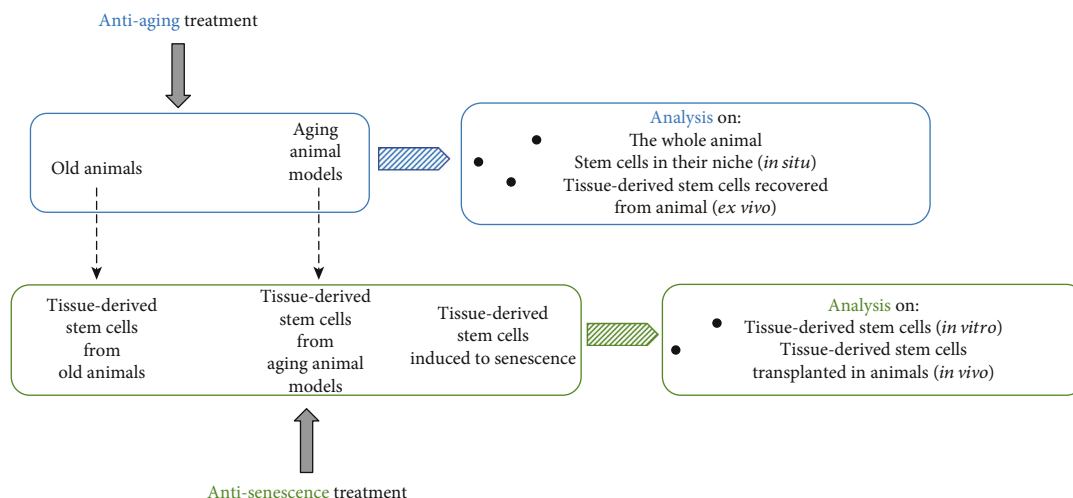 Anti-aging treatment
Old animals
Aging
animal
models
Analysis on:
The whole animal
Stem cells in their niche (in situ)
Tissue-derived stem cells recovered
from animal (ex vivo)
Tissue-derived
stem cells
from
old animals
Tissue-derived
stem cells
from
aging animal
models
Tissue-derived
stem cells
induced to senescence
Analysis on:
Tissue-derived stem cells (in vitro)
Tissue-derived stem cells
transplanted in animals (in vivo)
Anti-senescence treatment